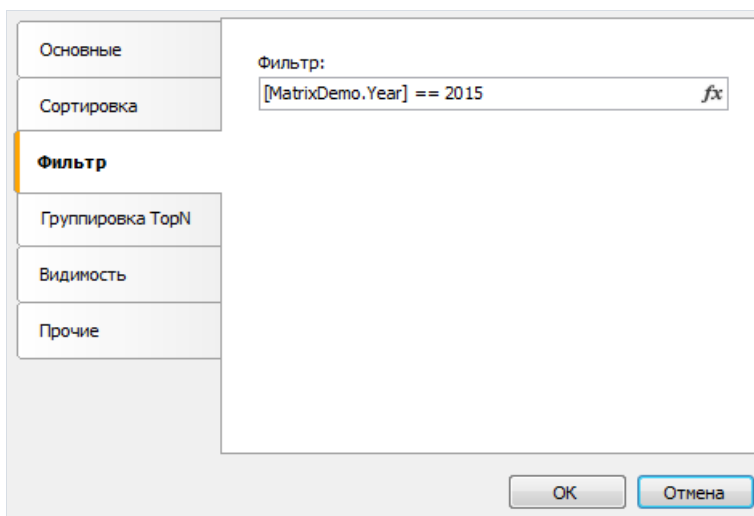 Основные
Сортировка
Фильтр
Группировка TopN
Видимость
Прочие
Фильтр:
[MatrixDemo.Year] == 2015
fx
OK
Отмена